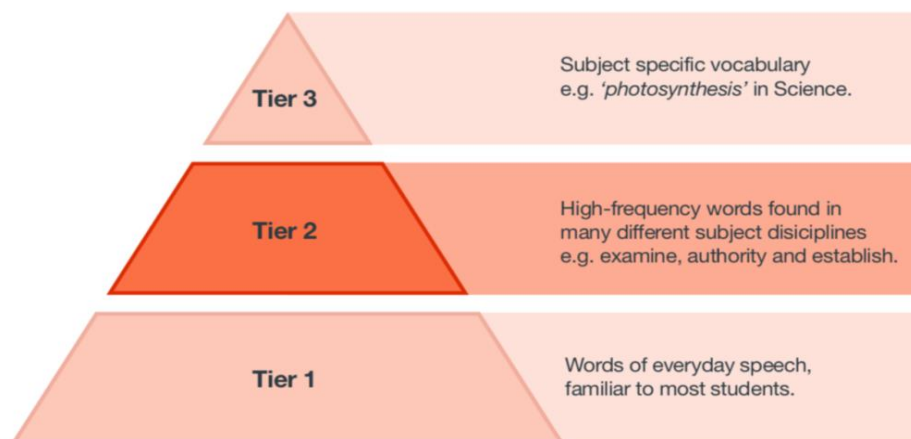 Tier 3
Subject specific vocabulary
e.g. ‘photosynthesis’ in Science.
Tier 2
High-frequency words found in
many different subject disiciplines
e.g. examine, authority and establish.
Tier 1
Words of everyday speech,
familiar to most students.